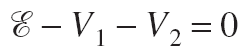 ℰ − V₁ − V₂ = 0